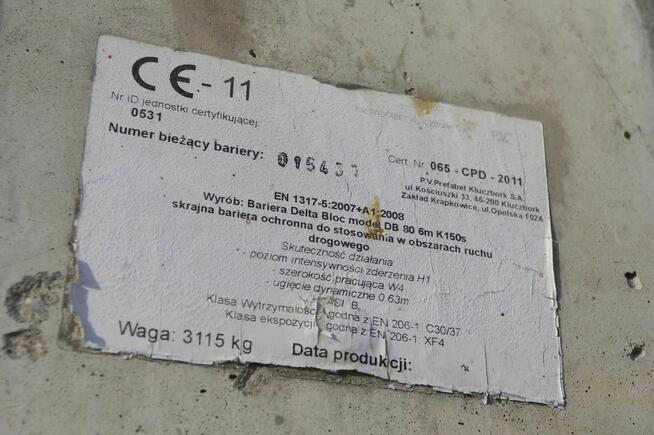 CE - 11
Nr ID jednostki certyfikującej:
0531
Numer bieżący bariery:
P.V.
Cert. Nr. 065 - CPD - 2011
P.V.Prefabet Kluczbork S.A.
ul.Kościuszki 33, 46-200 Kluczbork
Zakład Krapkowice, ul.Opolska 102A
EN 1317-5:2007+A1:2008
Wyrób: Bariera Delta Bloc model DB 80 6m K150s
skrajna bariera ochronna do stosowania w obszarach ruchu
drogowego
Skuteczność działania
- poziom intensywności zderzenia H1
- szerokość pracująca W4
- ugięcie dynamiczne 0.63m
ASI B
Klasa Wytrzymałości godna z EN 206-1 C30/37
Klasa ekspozycji godna z EN 206-1 XF4
Waga: 3115 kg
Data produkcji: